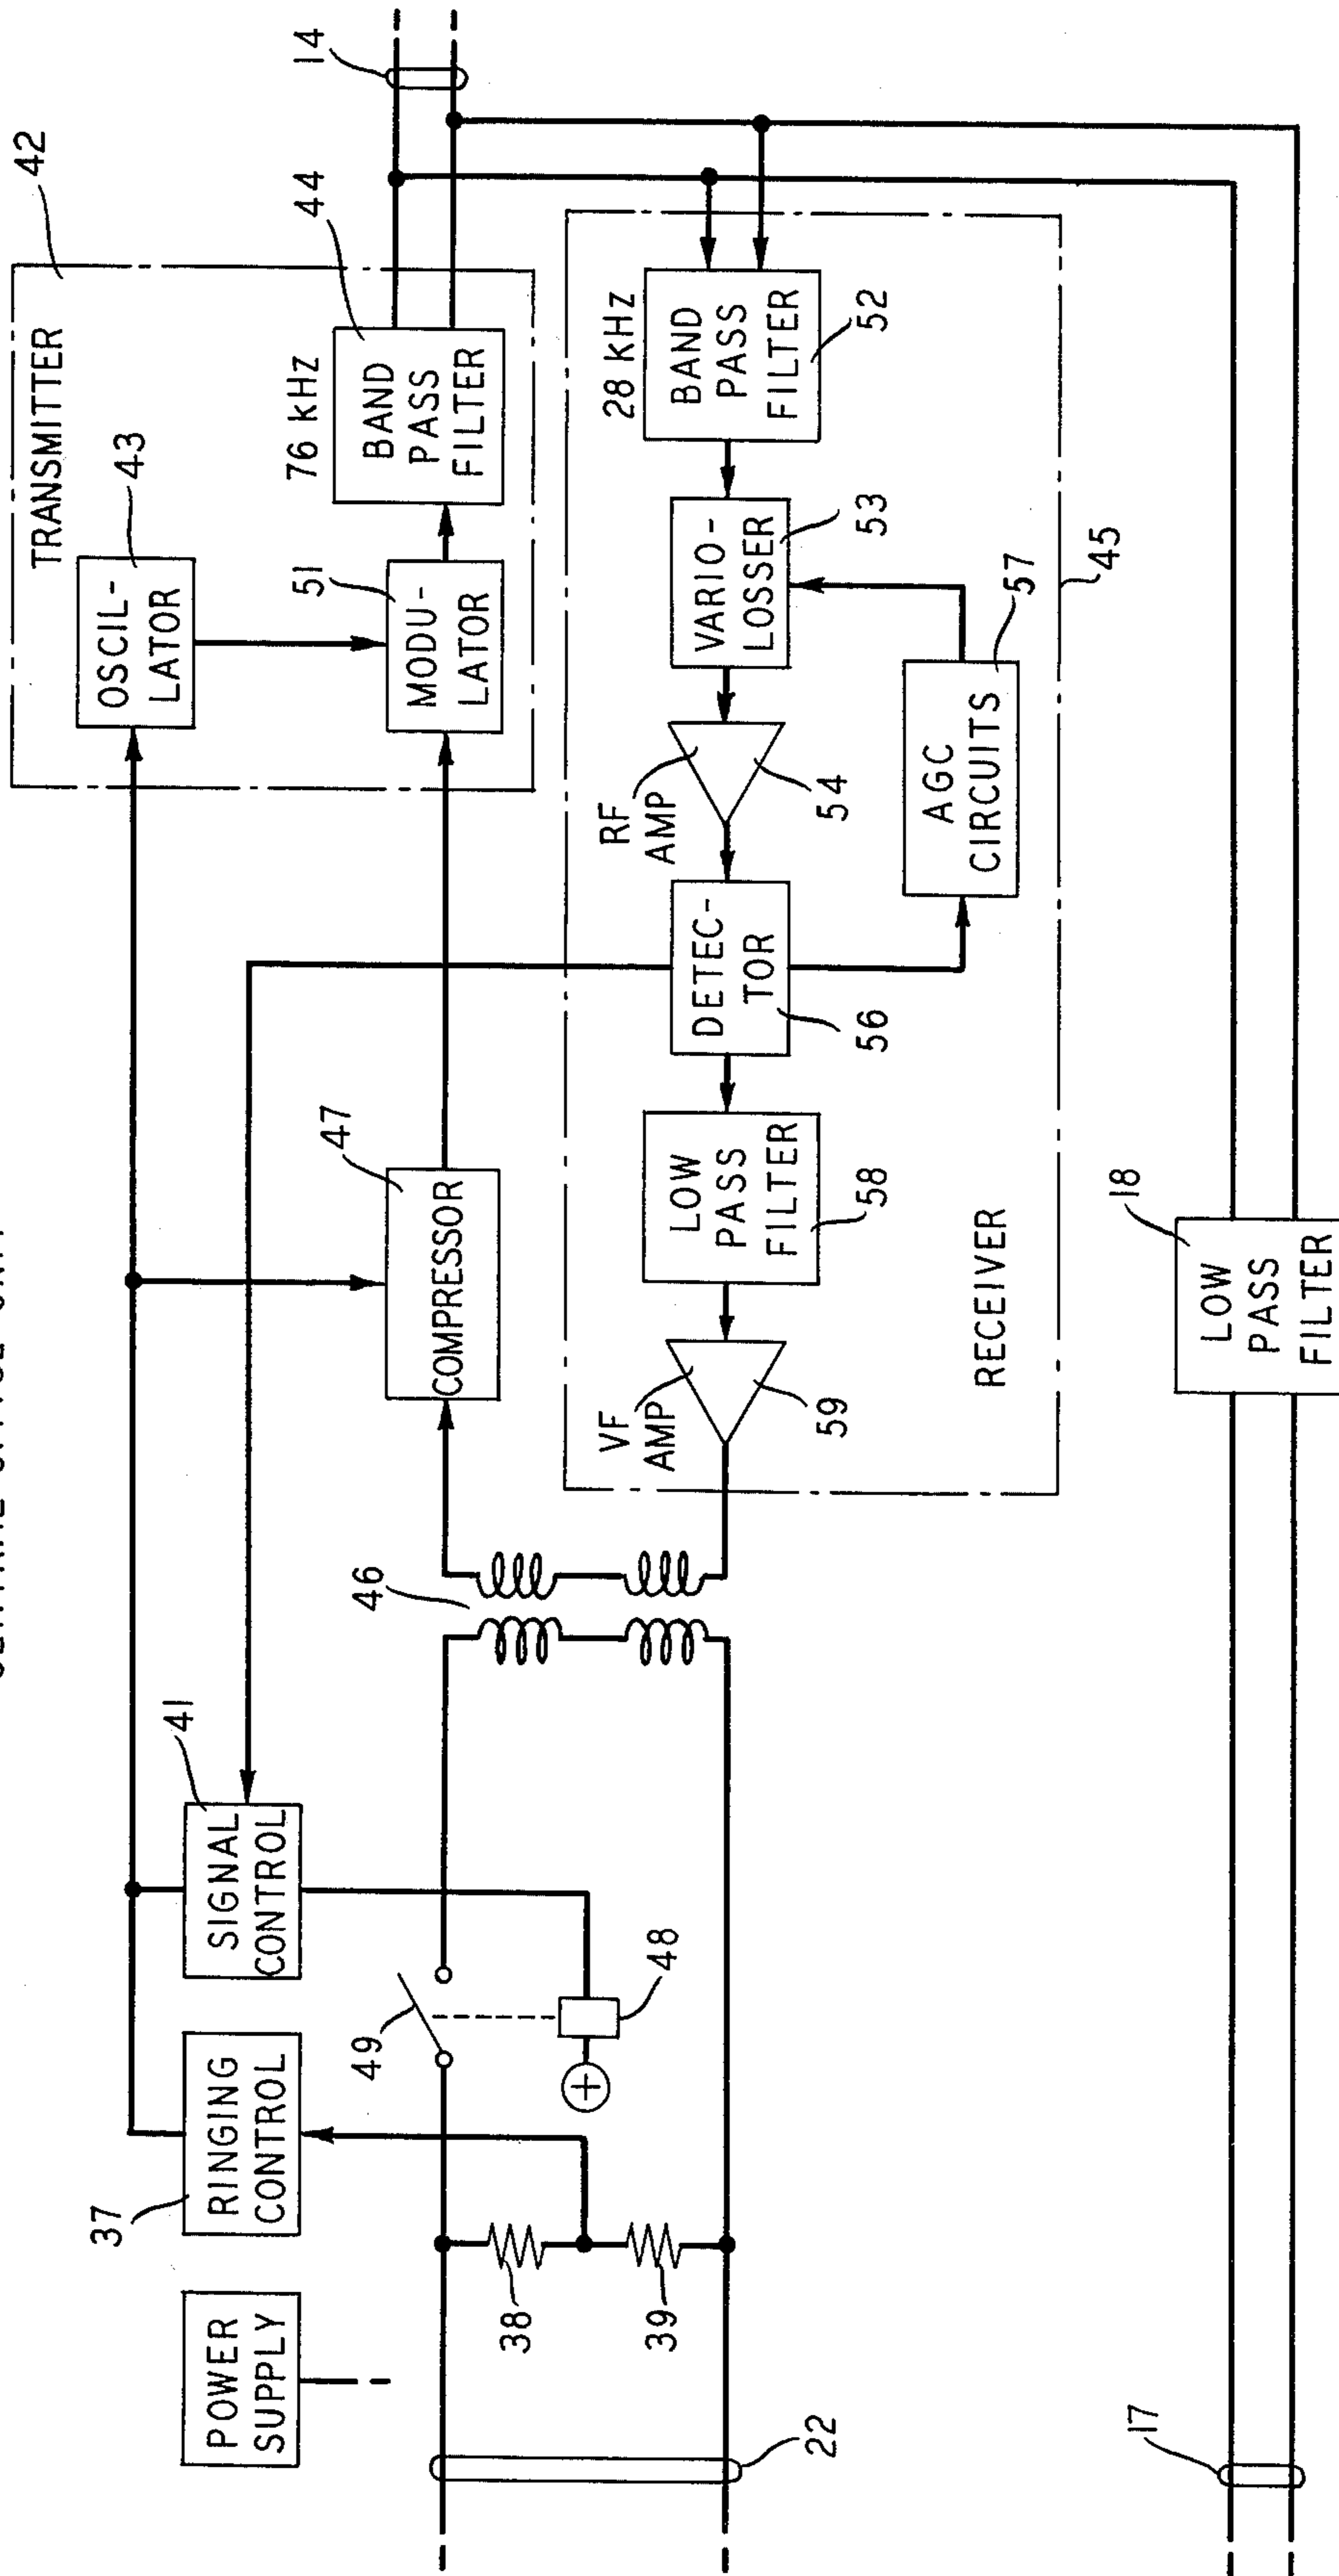 CENTRAL OFFICE UNIT
POWER
SUPPLY
37
RINGING
CONTROL
41
SIGNAL
CONTROL
TRANSMITTER
42
OSCIL-
LATOR
43
47
COMPRESSOR
51
MODU-
LATOR
76 kHz
44
BAND
PASS
FILTER
14
49
48
46
38
39
22
VF
AMP
59
LOW
PASS
FILTER
58
DETEC-
TOR
56
RF
AMP
54
VARIO-
LOSSER
53
28 kHz
BAND
PASS
FILTER
52
AGC
CIRCUITS
57
RECEIVER
45
17
18
LOW
PASS
FILTER